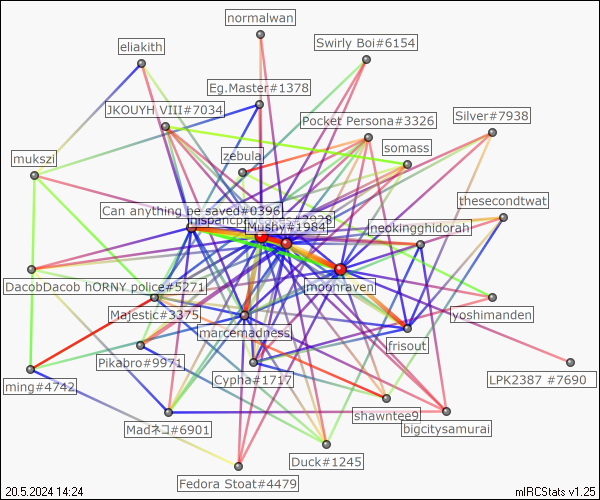 normalwan
Swirly Boi#6154
eliakith
Eg.Master#1378
JKOUYH VIII#7034
Pocket Persona#3326
Silver#7938
somass
zebula
mukszi
thesecondtwat
Can anything be saved#0396
Mushy#1984
neokingghidorah
DacobDacob hORNY police#5271
moonraven
Majestic#3375
yoshimanden
marcemadness
frisout
Pikabro#9971
Cypha#1717
LPK2387 #7690
ming#4742
shawntee9
bigcitysamurai
Madネコ#6901
Duck#1245
Fedora Stoat#4479
20.5.2024 14:24
mIRCStats v1.25